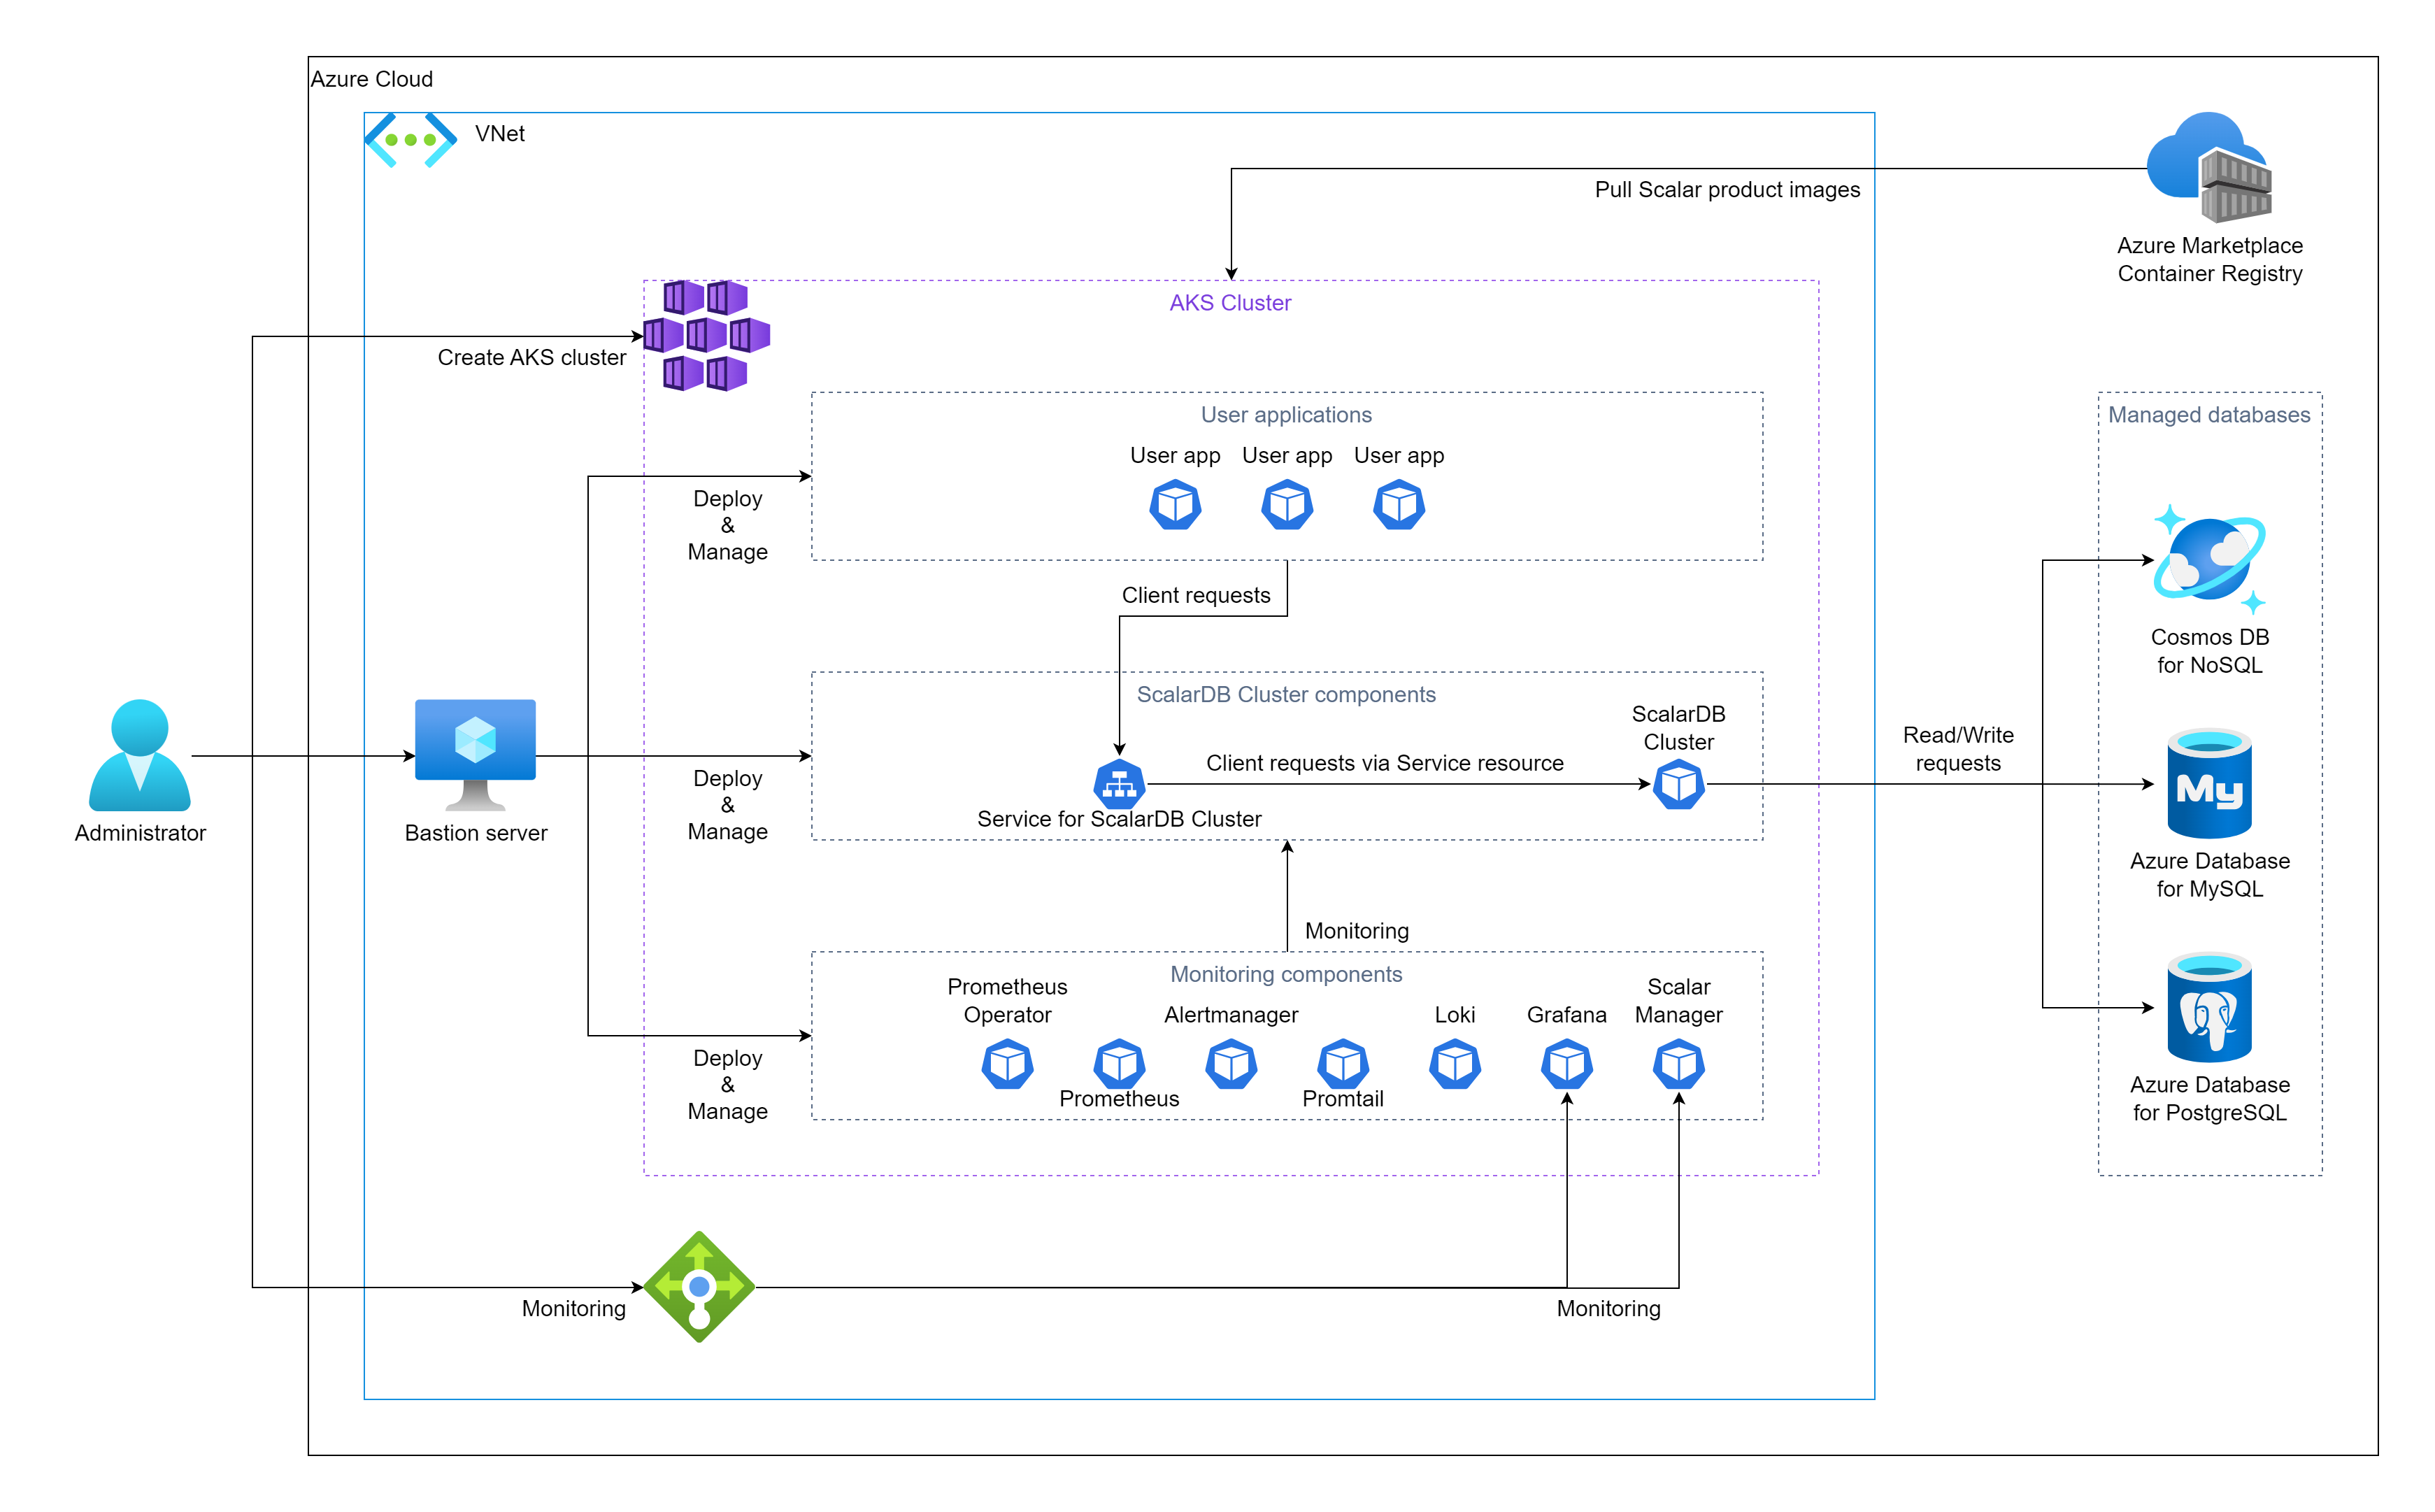 Azure Cloud
VNet
Pull Scalar product images
Azure Marketplace
Container Registry
AKS Cluster
Create AKS cluster
User applications
User app
User app
User app
Deploy
&
Manage
Client requests
Managed databases
Cosmos DB
for NoSQL
ScalarDB Cluster components
ScalarDB
Cluster
Client requests via Service resource
Service for ScalarDB Cluster
Read/Write
requests
Administrator
Bastion server
Deploy
&
Manage
My
Azure Database
for MySQL
Monitoring
Monitoring components
Prometheus
Operator
Prometheus
Alertmanager
Promtail
Loki
Grafana
Scalar
Manager
Deploy
&
Manage
Azure Database
for PostgreSQL
Monitoring
Monitoring